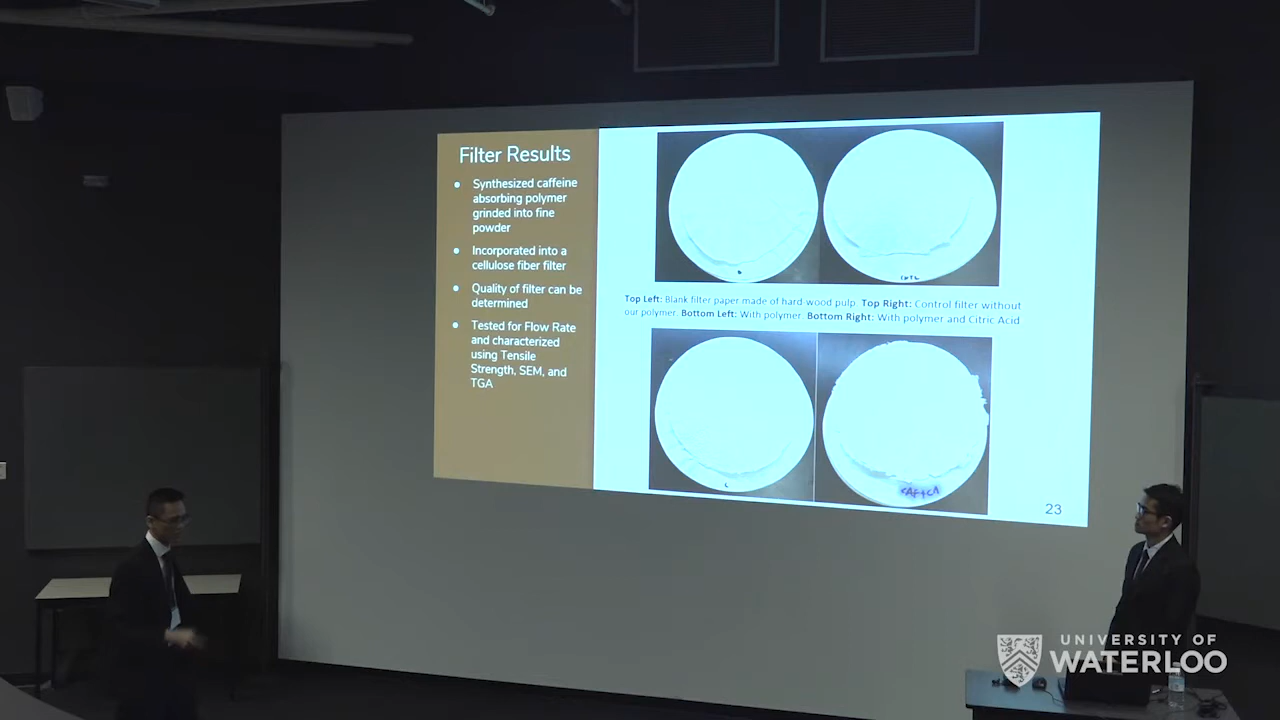 Filter Results
• Synthesized caffeine
absorbing polymer
grinded into fine
powder
• Incorporated into a
cellulose fiber filter
• Quality of filter can be
determined
• Tested for Flow Rate
and characterized
using Tensile
Strength, SEM, and
TGA
Top Left: Blank filter paper made of hard wood pulp. Top Right: Control filter without
our polymer. Bottom Left: With polymer. Bottom Right: With polymer and Citric Acid
23
UNIVERSITY OF
WATERLOO